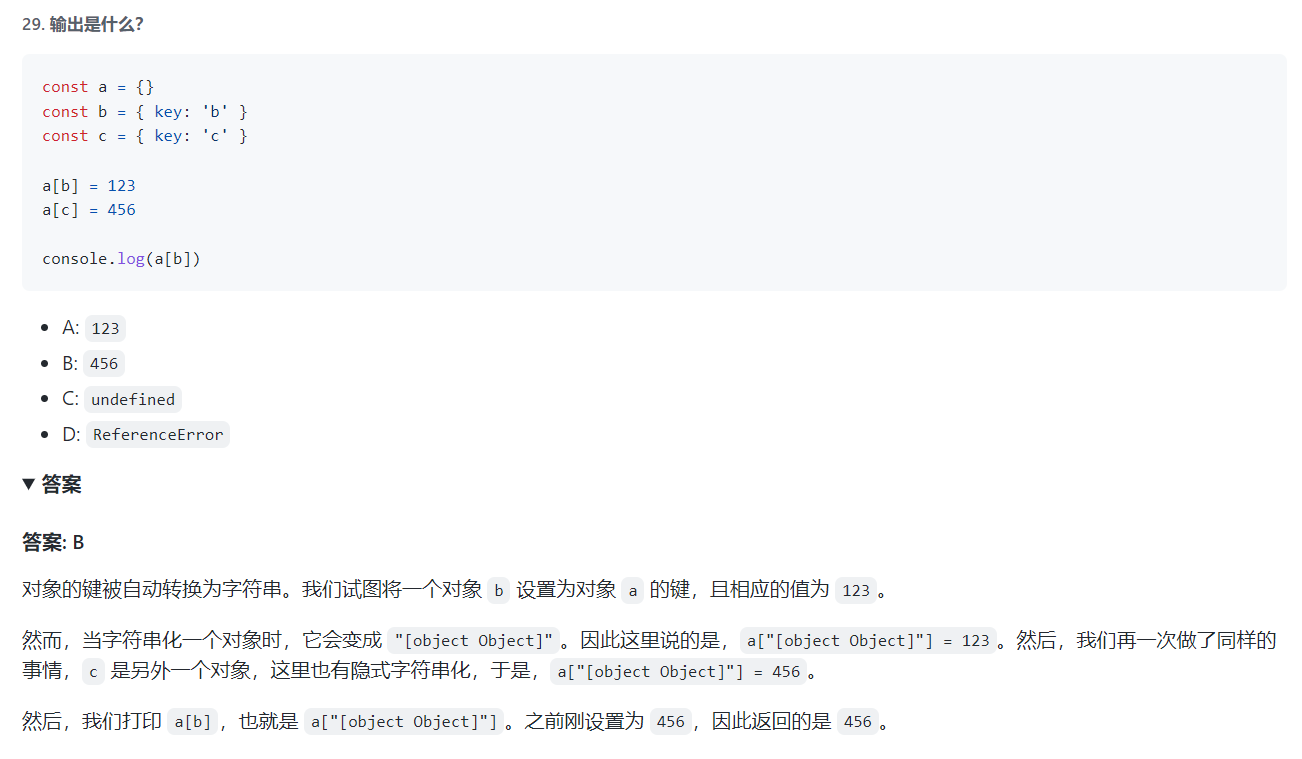 29. 输出是什么？
const a = {}
const b = { key: 'b' }
const c = { key: 'c' }
a[b] = 123
a[c] = 456
console.log(a[b])
A: 123
B: 456
C: undefined
D: ReferenceError
▼ 答案
答案: B
对象的键被自动转换为字符串。我们试图将一个对象 b 设置为对象 a 的键，且相应的值为 123。
然而，当字符串化一个对象时，它会变成 "[object Object]"。因此这里说的是，a["[object Object]"] = 123。然后，我们再一次做了同样的
事情，c 是另外一个对象，这里也有隐式字符串化，于是，a["[object Object]"] = 456。
然后，我们打印 a[b]，也就是 a["[object Object]"]。之前刚设置为 456，因此返回的是 456。